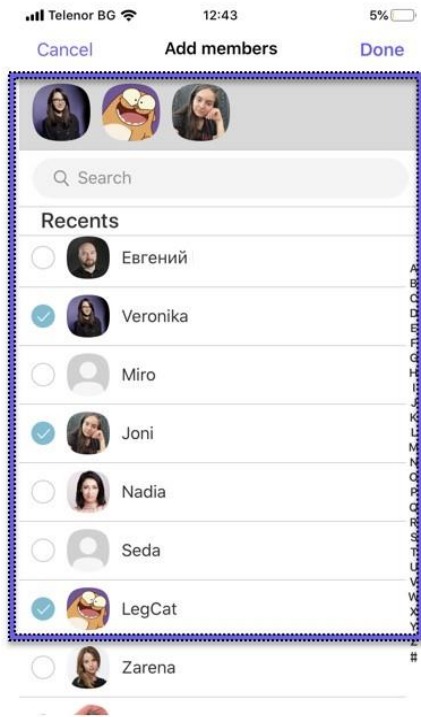 Telenor BG 12:43 5%
Cancel Add members Done
Search
Recents
Евгений
Veronika
Miro
Joni
Nadia
Seda
LegCat
Zarena
A
B
C
D
E
F
G
H
I
J
K
L
M
N
O
P
Q
R
S
T
U
V
W
X
Y
Z
#